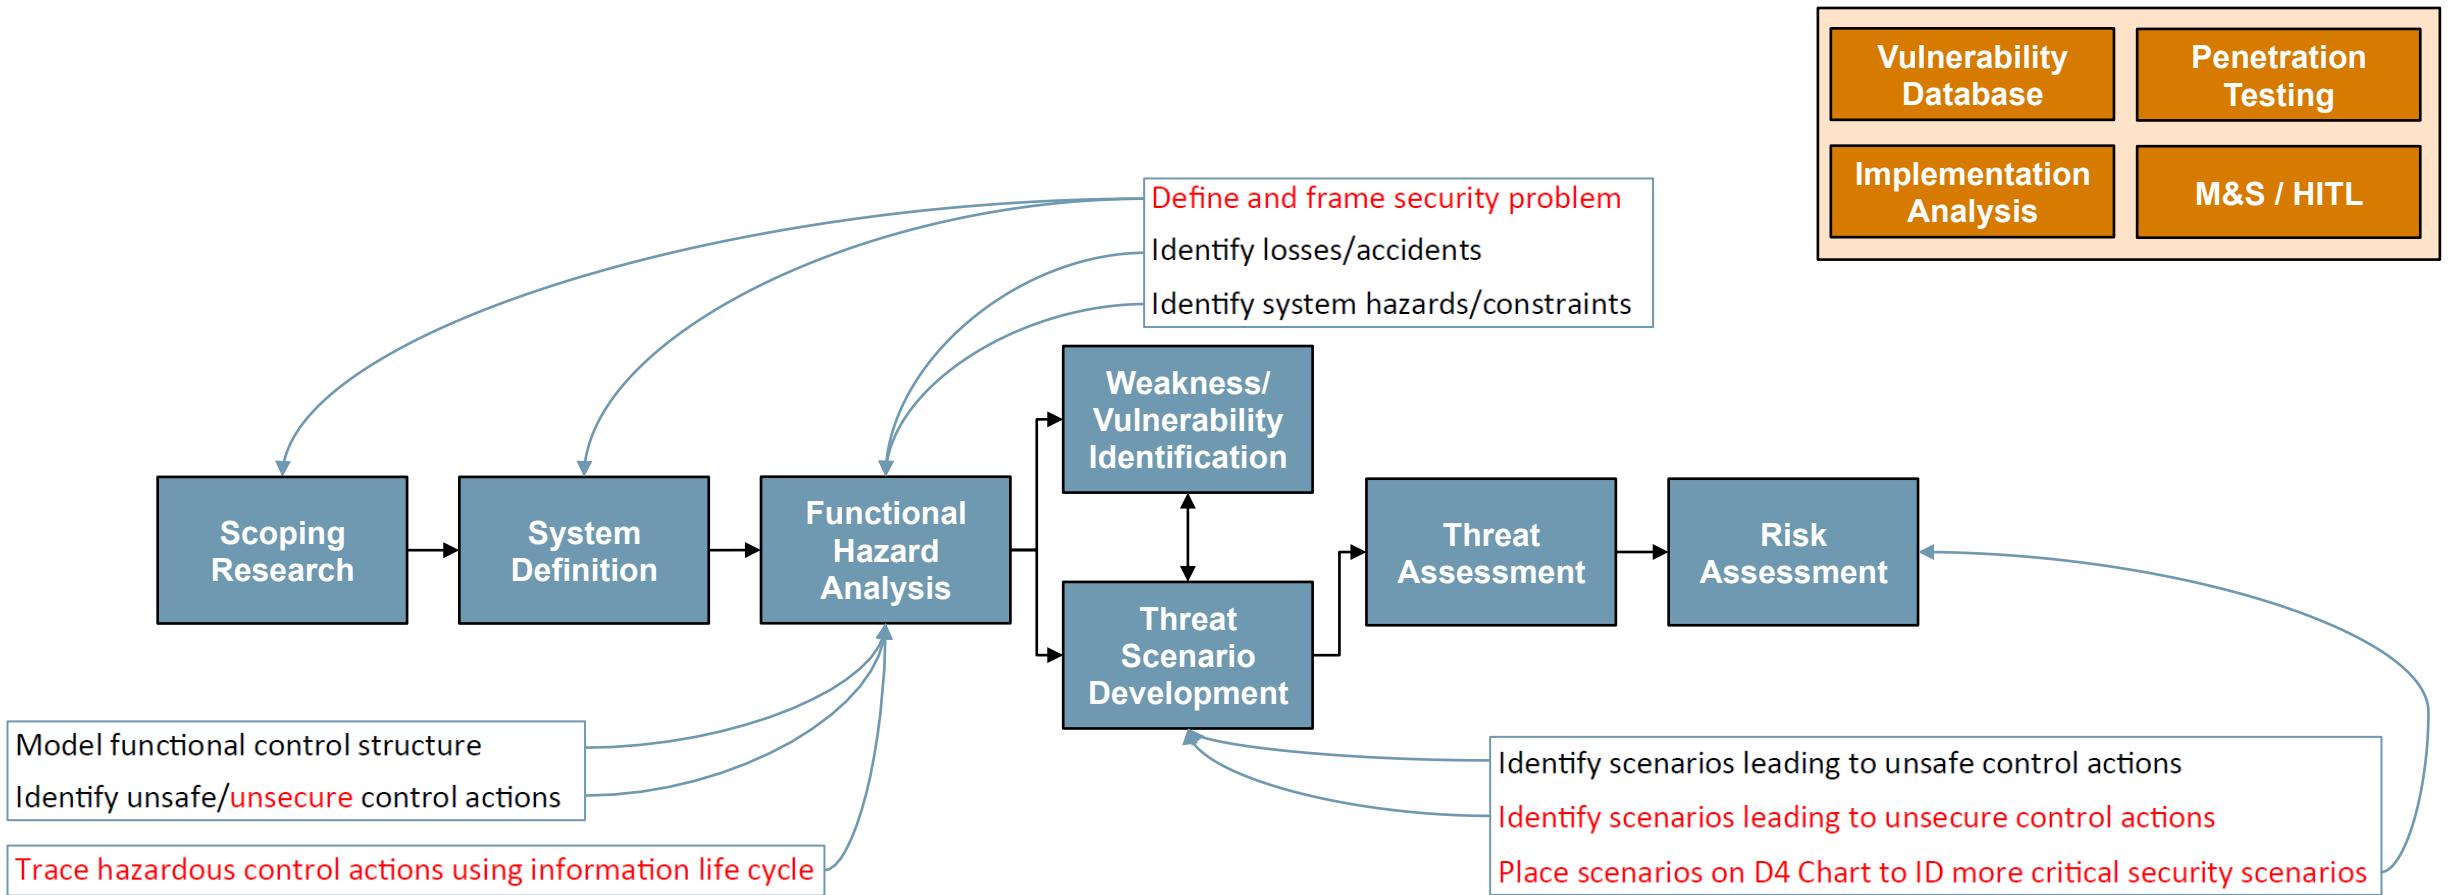 Vulnerability
Database
Penetration
Testing
Implementation
Analysis
M&S / HITL
Define and frame security problem
Identify losses/accidents
Identify system hazards/constraints
Weakness/
Vulnerability
Identification
Scoping
Research
System
Definition
Functional
Hazard
Analysis
Threat
Scenario
Development
Threat
Assessment
Risk
Assessment
Model functional control structure
Identify unsafe/unsecure control actions
Trace hazardous control actions using information life cycle
Identify scenarios leading to unsafe control actions
Identify scenarios leading to unsecure control actions
Place scenarios on D4 Chart to ID more critical security scenarios